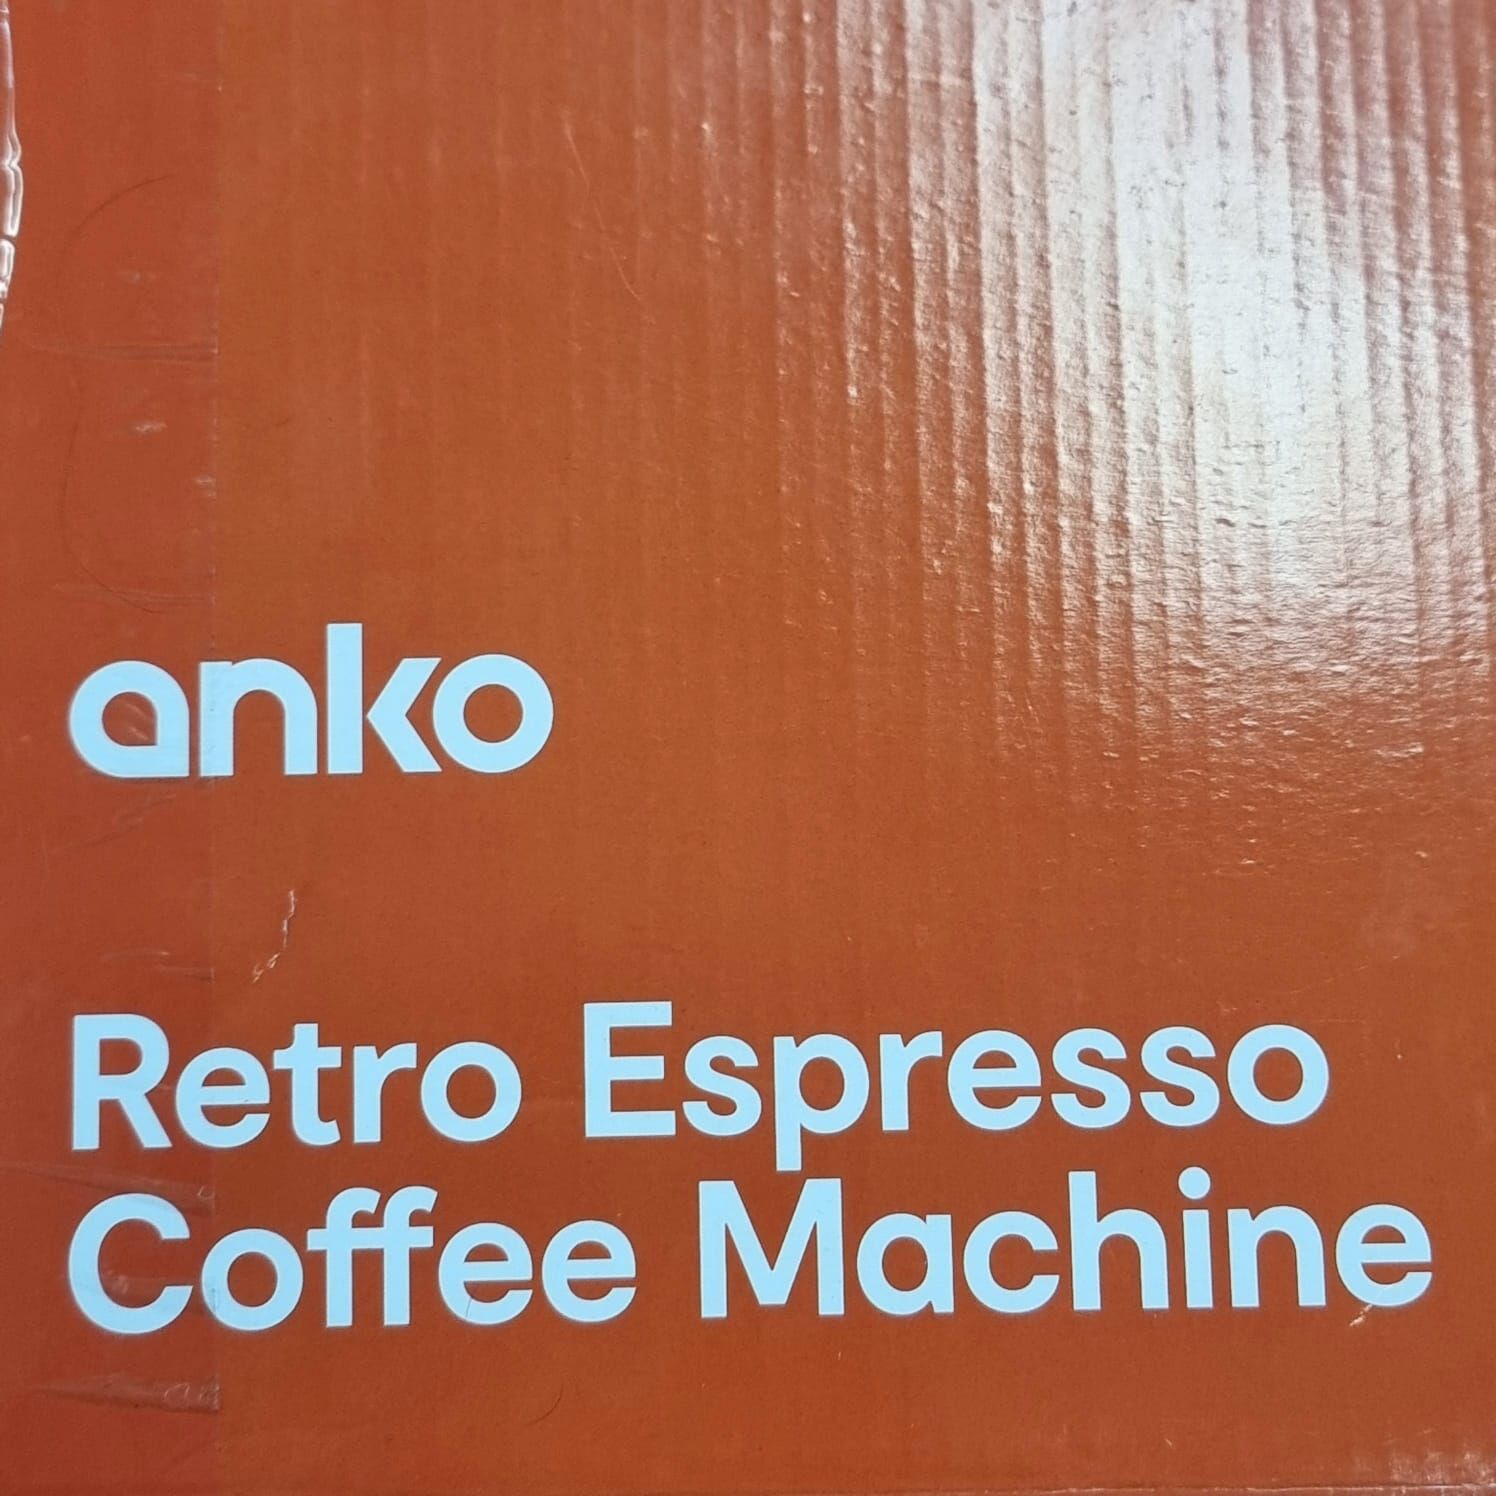 anko
Retro Espresso
Coffee Machine